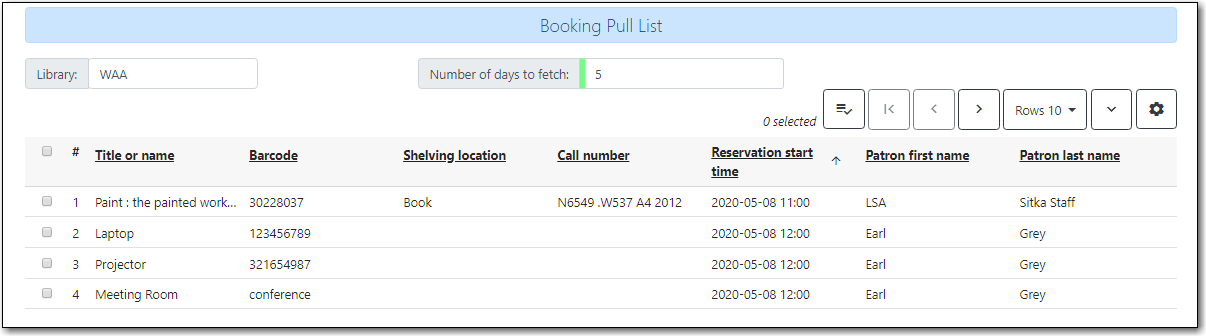 Booking Pull List
Library: WAA Number of days to fetch: 5
0 selected Rows 10
# Title or name Barcode Shelving location Call number Reservation start time Patron first name Patron last name
1 Paint : the painted work... 30228037 Book N6549 .W537 A4 2012 2020-05-08 11:00 LSA Sitka Staff
2 Laptop 123456789 2020-05-08 12:00 Earl Grey
3 Projector 321654987 2020-05-08 12:00 Earl Grey
4 Meeting Room conference 2020-05-08 12:00 Earl Grey